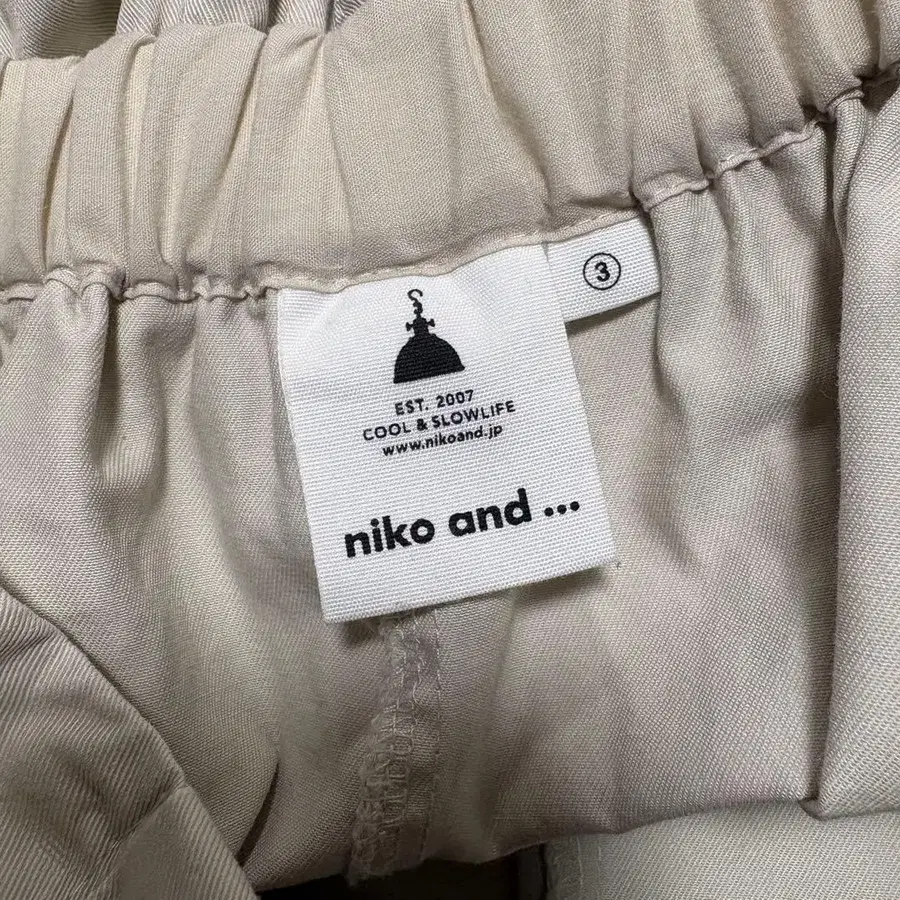 ③
EST. 2007
COOL & SLOWLIFE
www.nikoand.jp
niko and ...